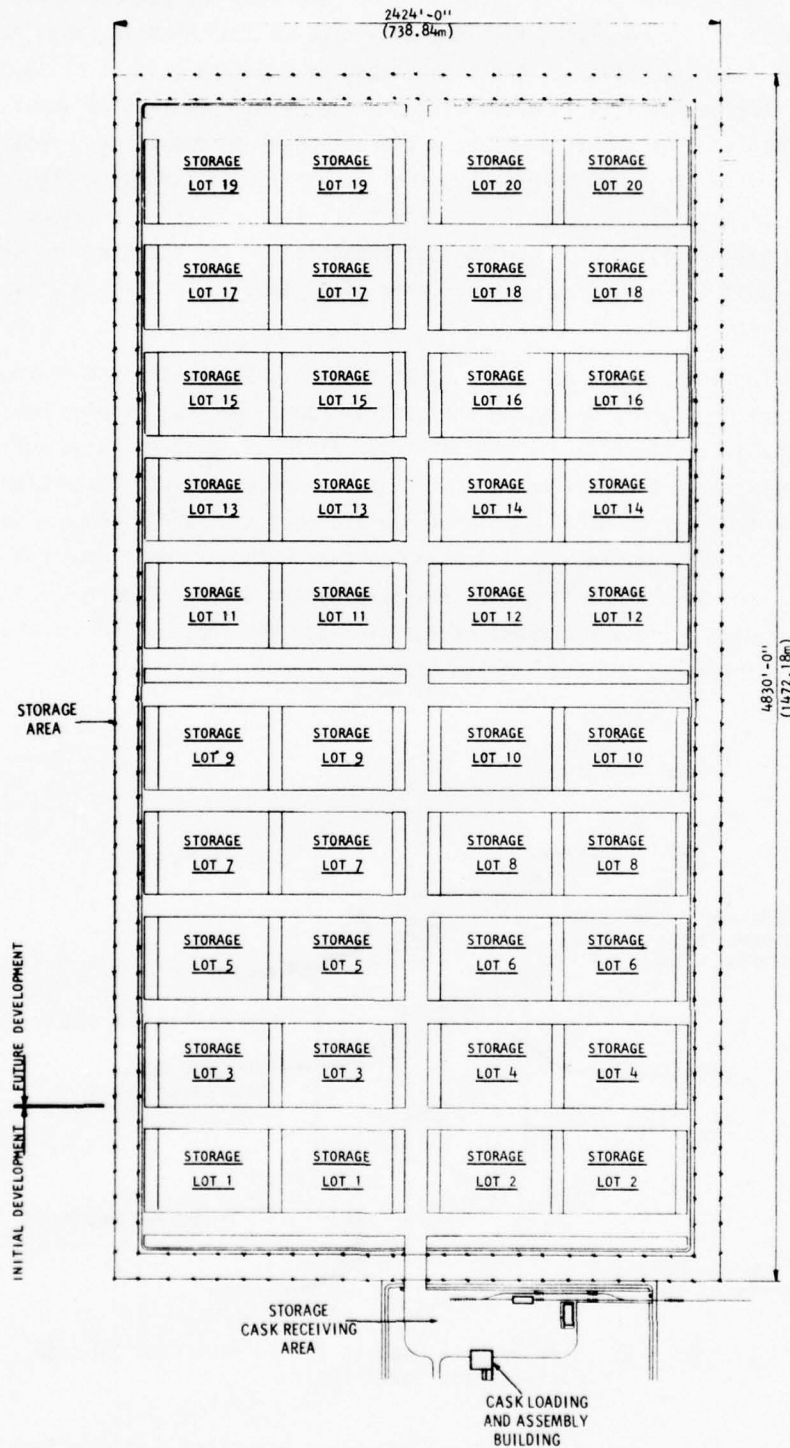 2424'-0"
(738.84m)
STORAGE STORAGE STORAGE STORAGE
LOT 19 LOT 19 LOT 20 LOT 20
STORAGE STORAGE STORAGE STORAGE
LOT 17 LOT 17 LOT 18 LOT 18
STORAGE STORAGE STORAGE STORAGE
LOT 15 LOT 15 LOT 16 LOT 16
STORAGE STORAGE STORAGE STORAGE
LOT 13 LOT 13 LOT 14 LOT 14
STORAGE STORAGE STORAGE STORAGE
LOT 11 LOT 11 LOT 12 LOT 12
4830'-0"
(1472.18m)
STORAGE
AREA
STORAGE STORAGE STORAGE STORAGE
LOT 9 LOT 9 LOT 10 LOT 10
STORAGE STORAGE STORAGE STORAGE
LOT 7 LOT 7 LOT 8 LOT 8
STORAGE STORAGE STORAGE STORAGE
LOT 5 LOT 5 LOT 6 LOT 6
FUTURE DEVELOPMENT
STORAGE STORAGE STORAGE STORAGE
LOT 3 LOT 3 LOT 4 LOT 4
INITIAL DEVELOPMENT
STORAGE STORAGE STORAGE STORAGE
LOT 1 LOT 1 LOT 2 LOT 2
STORAGE
CASK RECEIVING
AREA
CASK LOADING
AND ASSEMBLY
BUILDING